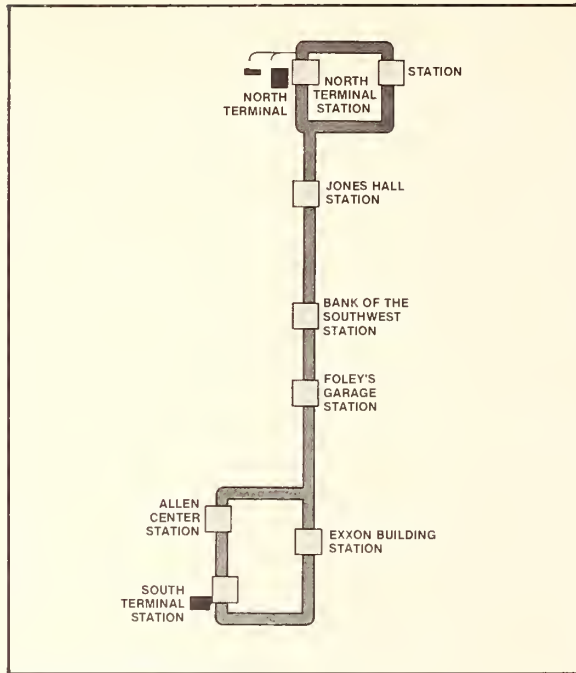 NORTH
TERMINAL
NORTH
TERMINAL
STATION
STATION
JONES HALL
STATION
BANK OF THE
SOUTHWEST
STATION
FOLEY'S
GARAGE
STATION
ALLEN
CENTER
STATION
EXXON BUILDING
STATION
SOUTH
TERMINAL
STATION